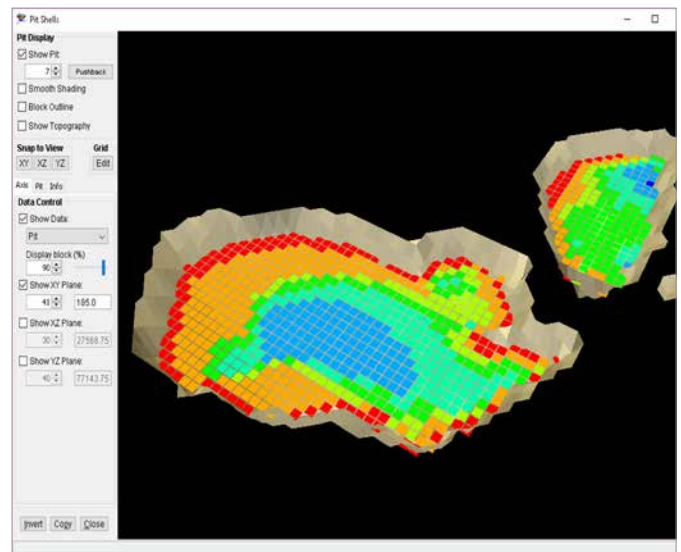 Pit Shells
Pit Display
Show Pit:
7 Pushback
Smooth Shading
Block Outline
Show Topography
Snap to View Grid
XY XZ YZ Edit
Axis Pit Info
Data Control
Show Data:
Pit
Display block (%)
90
Show XY Plane:
41 185.0
Show XZ Plane:
30 27568.75
Show YZ Plane:
40 77143.75
Invert Copy Close